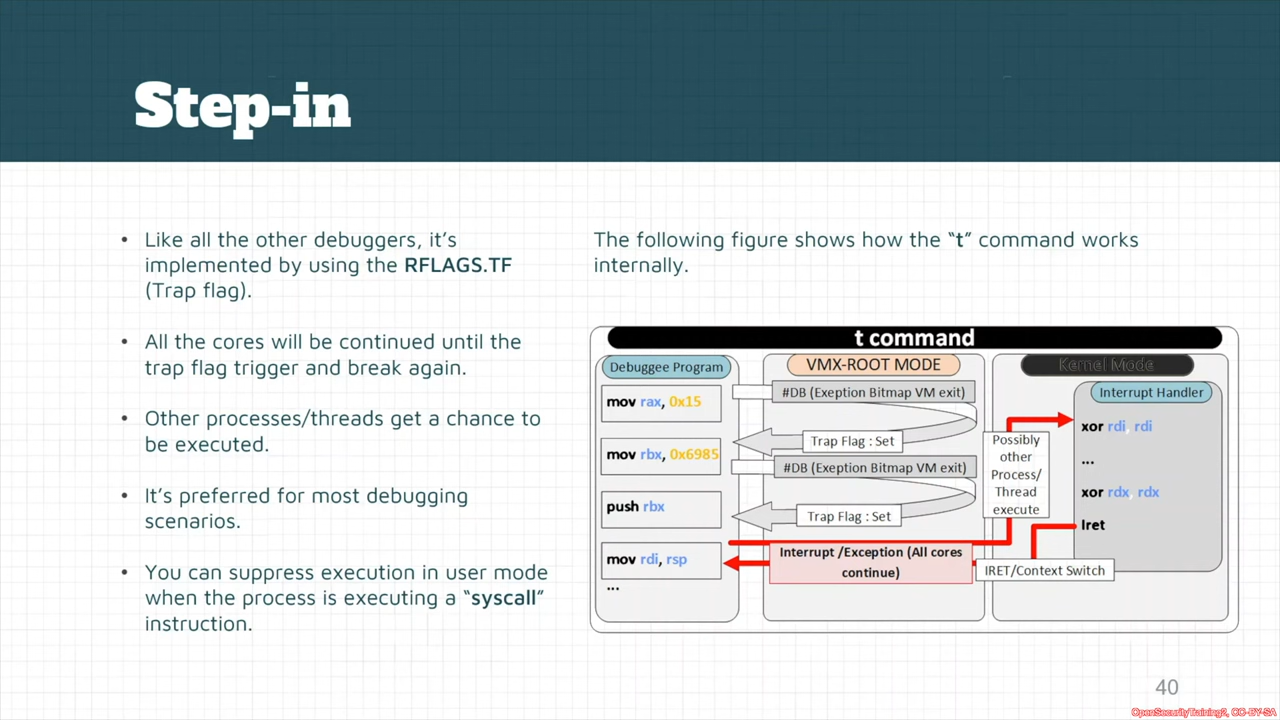 Step-in
• Like all the other debuggers, it’s
implemented by using the RFLAGS.TF
(Trap flag).
• All the cores will be continued until the
trap flag trigger and break again.
• Other processes/threads get a chance to
be executed.
• It’s preferred for most debugging
scenarios.
• You can suppress execution in user mode
when the process is executing a “syscall”
instruction.
The following figure shows how the “t” command works
internally.
t command
Debuggee Program
mov rax, 0x15
mov rbx, 0x6985
push rbx
mov rdi, rsp
...
VMX-ROOT MODE
#DB (Exeption Bitmap VM exit)
Trap Flag : Set
#DB (Exeption Bitmap VM exit)
Trap Flag : Set
Interrupt /Exception (All cores
continue)
Kernel Mode
Interrupt Handler
xor rdi, rdi
...
xor rdx, rdx
Iret
Possibly
other
Process/
Thread
execute
IRET/Context Switch
40
OpenSecurityTraining2, CC-BY-SA